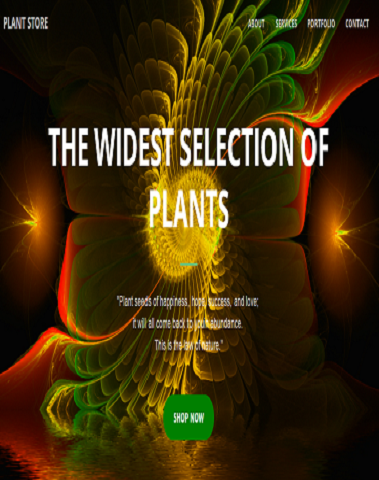 PLANT STORE
ABOUT SERVICES PORTFOLIO CONTACT
THE WIDEST SELECTION OF
PLANTS
"Plant seeds of happiness, hope, success, and love;
it will all come back to you in abundance.
This is the law of nature."
SHOP NOW